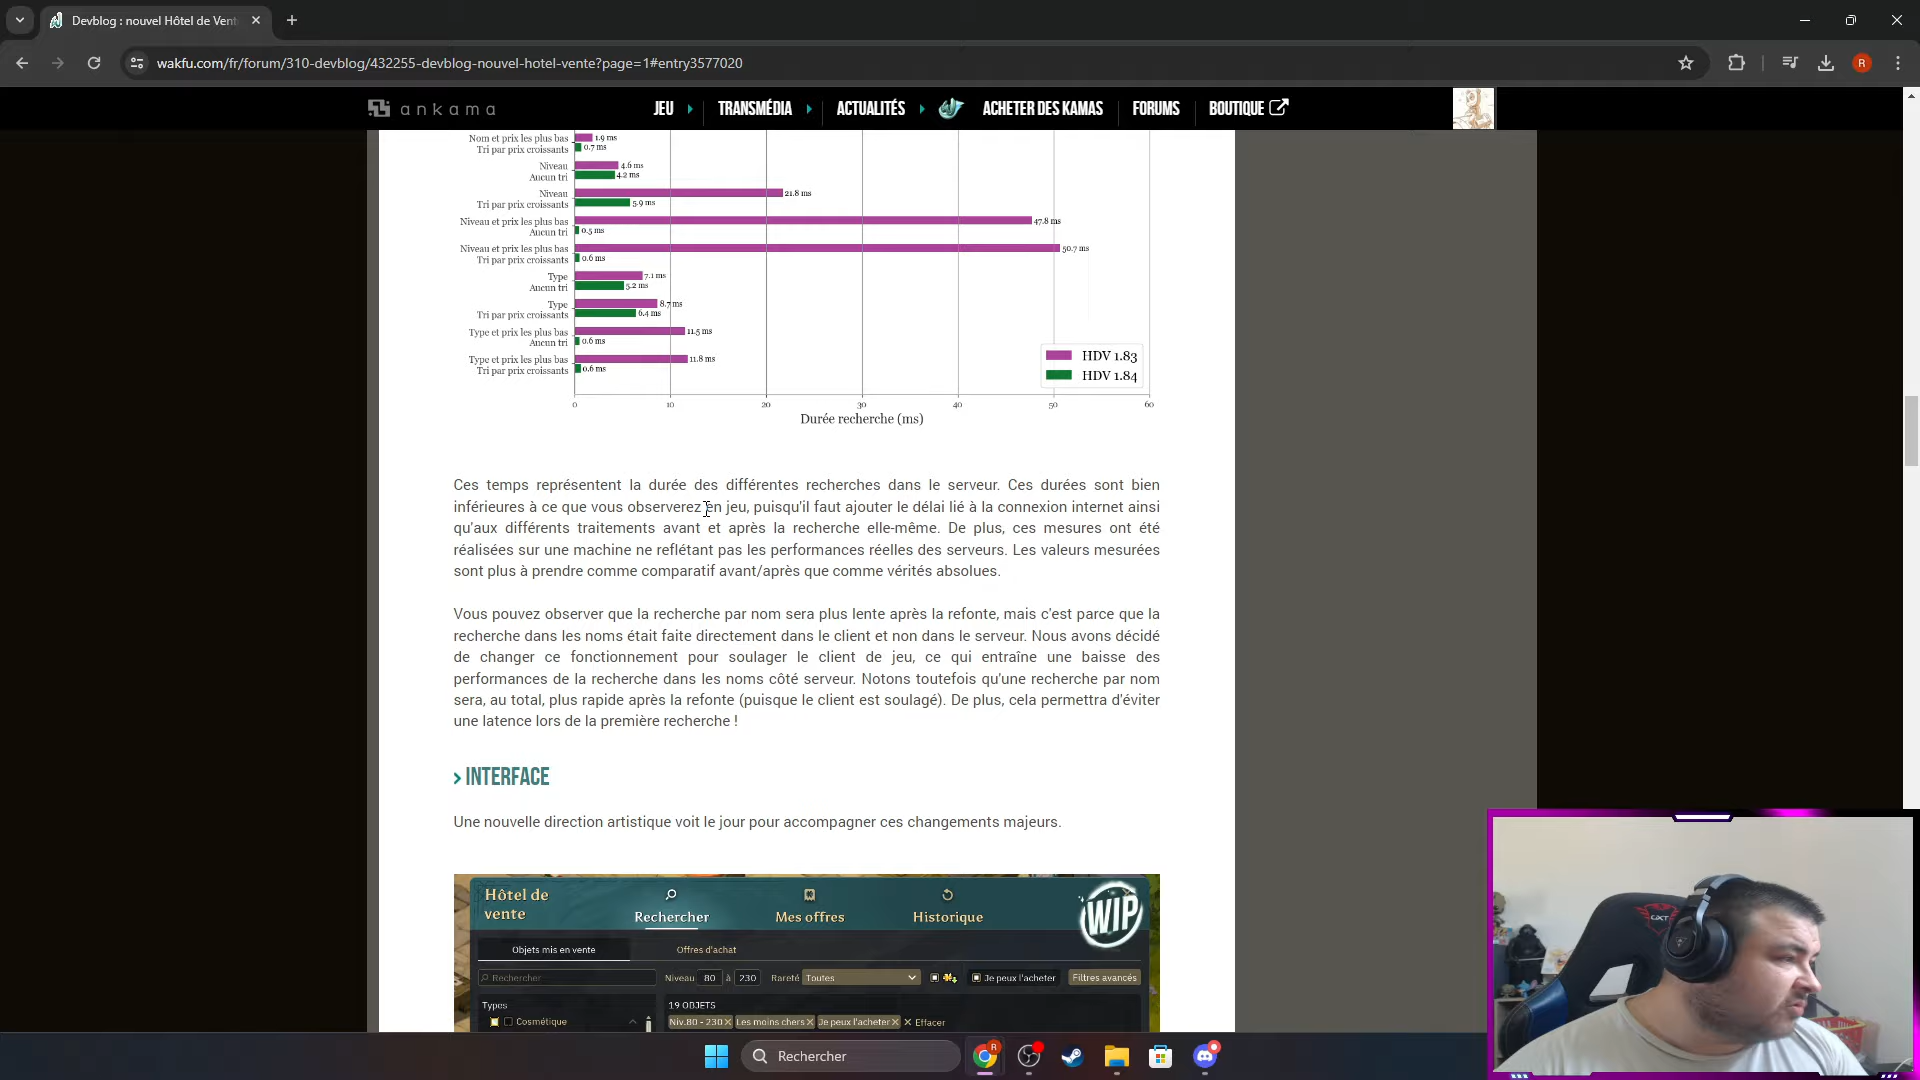 Devblog : nouvel Hôtel de Vent
wakfu.com/fr/forum/310-devblog/432255-devblog-nouvel-hotel-vente?page=1#entry3577020
R
ankama
JEU
TRANSMÉDIA
ACTUALITÉS
ACHETER DES KAMAS
FORUMS
BOUTIQUE
Nom et prix les plus bas
Tri par prix croissants
1.9 ms
0.7 ms
Niveau
Aucun tri
4.6 ms
4.2 ms
Niveau
Tri par prix croissants
21.8 ms
5.9 ms
Niveau et prix les plus bas
Aucun tri
47.8 ms
0.5 ms
Niveau et prix les plus bas
Tri par prix croissants
50.7 ms
0.6 ms
Type
Aucun tri
7.1 ms
5.2 ms
Type
Tri par prix croissants
8.7 ms
6.4 ms
Type et prix les plus bas
Aucun tri
11.5 ms
0.6 ms
Type et prix les plus bas
Tri par prix croissants
11.8 ms
0.6 ms
HDV 1.83
HDV 1.84
0 10 20 30 40 50 60
Durée recherche (ms)
Ces temps représentent la durée des différentes recherches dans le serveur. Ces durées sont bien
inférieures à ce que vous observerez en jeu, puisqu'il faut ajouter le délai lié à la connexion internet ainsi
qu'aux différents traitements avant et après la recherche elle-même. De plus, ces mesures ont été
réalisées sur une machine ne reflétant pas les performances réelles des serveurs. Les valeurs mesurées
sont plus à prendre comme comparatif avant/après que comme vérités absolues.
Vous pouvez observer que la recherche par nom sera plus lente après la refonte, mais c'est parce que la
recherche dans les noms était faite directement dans le client et non dans le serveur. Nous avons décidé
de changer ce fonctionnement pour soulager le client de jeu, ce qui entraîne une baisse des
performances de la recherche dans les noms côté serveur. Notons toutefois qu'une recherche par nom
sera, au total, plus rapide après la refonte (puisque le client est soulagé). De plus, cela permettra d'éviter
une latence lors de la première recherche !
INTERFACE
Une nouvelle direction artistique voit le jour pour accompagner ces changements majeurs.
Hôtel de
vente
Rechercher
Mes offres
Historique
WIP
Objets mis en vente
Offres d'achat
Rechercher
Niveau 80 à 230
Rareté Toutes
Je peux l'acheter
Filtres avancés
Types
19 OBJETS
Cosmétique
Niv.80 - 230 ×
Les moins chers ×
Je peux l'acheter ×
× Effacer
Rechercher
R
GXT